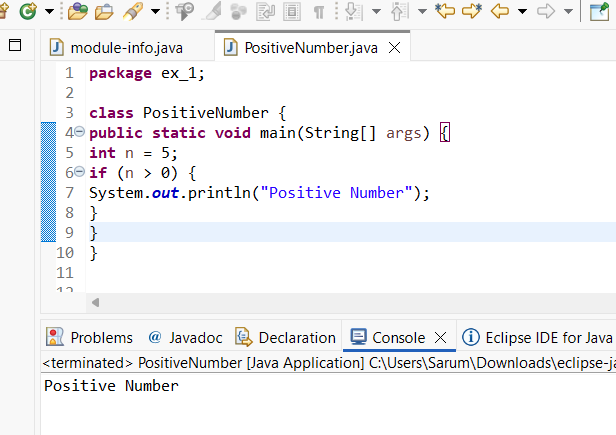 module-info.java
PositiveNumber.java
1 package ex_1;
2
3 class PositiveNumber {
4 public static void main(String[] args) {
5 int n = 5;
6 if (n > 0) {
7 System.out.println("Positive Number");
8 }
9 }
10 }
11
12
Problems @ Javadoc Declaration Console Eclipse IDE for Java
<terminated> PositiveNumber [Java Application] C:\Users\Sarum\Downloads\eclipse-ja
Positive Number